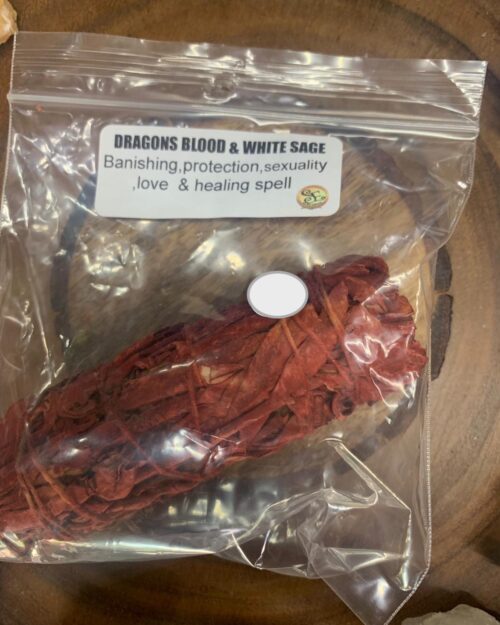 DRAGONS BLOOD & WHITE SAGE
Banishing,protection,sexuality
,love & healing spell